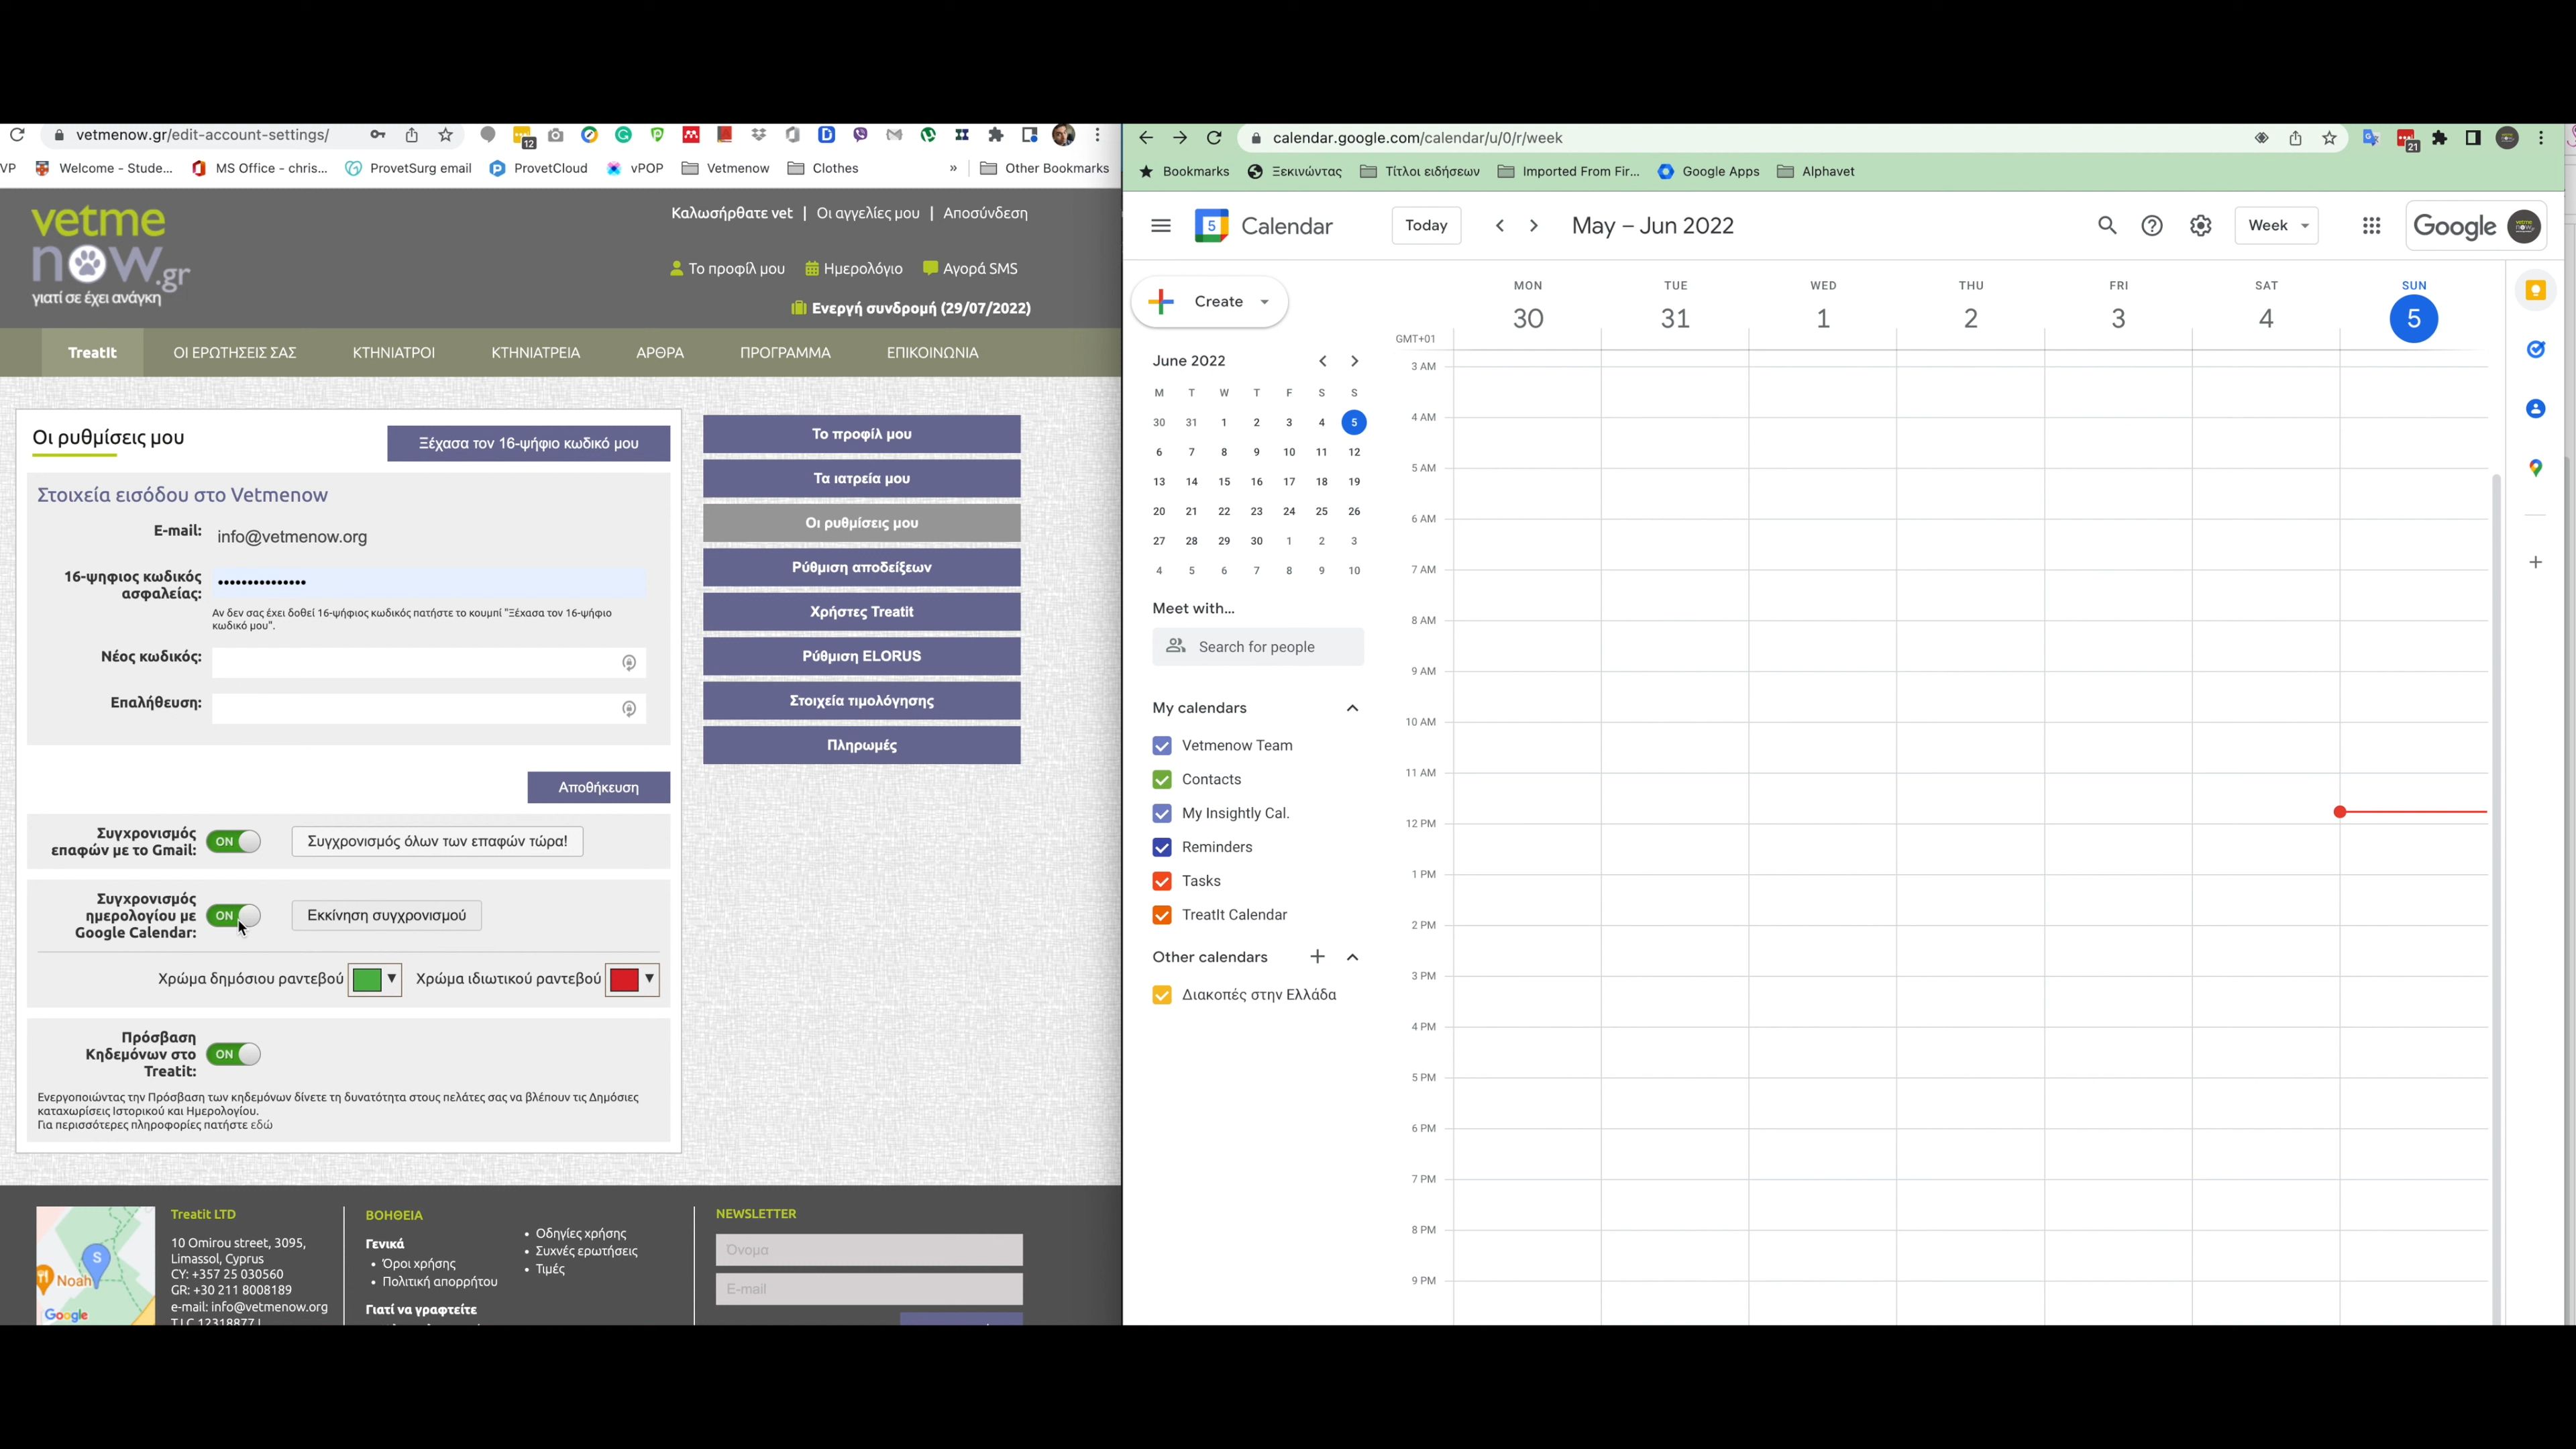 vetmenow.gr/edit-account-settings/
12
VP
Welcome - Stude...
MS Office - chris...
ProvetSurg email
ProvetCloud
vPOP
Vetmenow
Clothes
»
Other Bookmarks
vetme
now.gr
γιατί σε έχει ανάγκη
Καλωσήρθατε vet | Οι αγγελίες μου | Αποσύνδεση
Το προφίλ μου
Ημερολόγιο
Αγορά SMS
Ενεργή συνδρομή (29/07/2022)
TreatIt
ΟΙ ΕΡΩΤΗΣΕΙΣ ΣΑΣ
ΚΤΗΝΙΑΤΡΟΙ
ΚΤΗΝΙΑΤΡΕΙΑ
ΑΡΘΡΑ
ΠΡΟΓΡΑΜΜΑ
ΕΠΙΚΟΙΝΩΝΙΑ
Οι ρυθμίσεις μου
Ξέχασα τον 16-ψήφιο κωδικό μου
Στοιχεία εισόδου στο Vetmenow
E-mail:
info@vetmenow.org
16-ψηφιος κωδικός
ασφαλείας:
Αν δεν σας έχει δοθεί 16-ψήφιος κωδικός πατήστε το κουμπί "Ξέχασα τον 16-ψήφιο
κωδικό μου".
Νέος κωδικός:
Επαλήθευση:
Αποθήκευση
Συγχρονισμός
επαφών με το Gmail:
ON
Συγχρονισμός όλων των επαφών τώρα!
Συγχρονισμός
ημερολογίου με
Google Calendar:
ON
Εκκίνηση συγχρονισμού
Χρώμα δημόσιου ραντεβού
Χρώμα ιδιωτικού ραντεβού
Πρόσβαση
Κηδεμόνων στο
Treatit:
ON
Ενεργοποιώντας την Πρόσβαση των κηδεμόνων δίνετε τη δυνατότητα στους πελάτες σας να βλέπουν τις Δημόσιες
καταχωρίσεις Ιστορικού και Ημερολογίου.
Για περισσότερες πληροφορίες πατήστε εδώ
Το προφίλ μου
Τα ιατρεία μου
Οι ρυθμίσεις μου
Ρύθμιση αποδείξεων
Χρήστες Treatit
Ρύθμιση ELORUS
Στοιχεία τιμολόγησης
Πληρωμές
S
Noah
Google
Treatit LTD
10 Omirou street, 3095,
Limassol, Cyprus
CY: +357 25 030560
GR: +30 211 8008189
e-mail: info@vetmenow.org
ΒΟΗΘΕΙΑ
Γενικά
• Όροι χρήσης
• Πολιτική απορρήτου
Γιατί να γραφτείτε
• Οδηγίες χρήσης
• Συχνές ερωτήσεις
• Τιμές
NEWSLETTER
Όνομα
E-mail
calendar.google.com/calendar/u/0/r/week
21
Bookmarks
Ξεκινώντας
Τίτλοι ειδήσεων
Imported From Fir...
Google Apps
Alphavet
5
Calendar
Today
May – Jun 2022
Week
Google
Create
June 2022
M T W T F S S
30 31 1 2 3 4 5
6 7 8 9 10 11 12
13 14 15 16 17 18 19
20 21 22 23 24 25 26
27 28 29 30 1 2 3
4 5 6 7 8 9 10
Meet with...
Search for people
My calendars
Vetmenow Team
Contacts
My Insightly Cal.
Reminders
Tasks
TreatIt Calendar
Other calendars
Διακοπές στην Ελλάδα
MON TUE WED THU FRI SAT SUN
30 31 1 2 3 4 5
GMT+01
3 AM
4 AM
5 AM
6 AM
7 AM
8 AM
9 AM
10 AM
11 AM
12 PM
1 PM
2 PM
3 PM
4 PM
5 PM
6 PM
7 PM
8 PM
9 PM